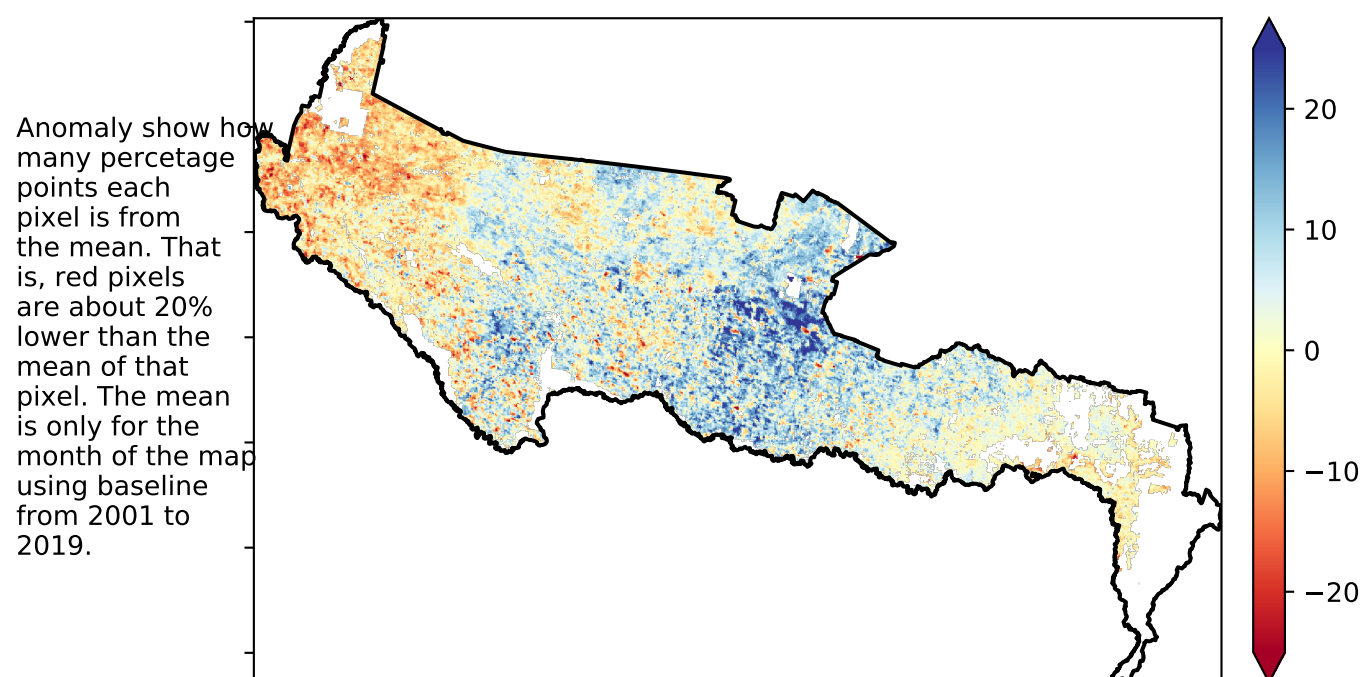 Anomaly show how
many percetage
points each
pixel is from
the mean. That
is, red pixels
are about 20%
lower than the
mean of that
pixel. The mean
is only for the
month of the map
using baseline
from 2001 to
2019.
20
10
0
−10
−20